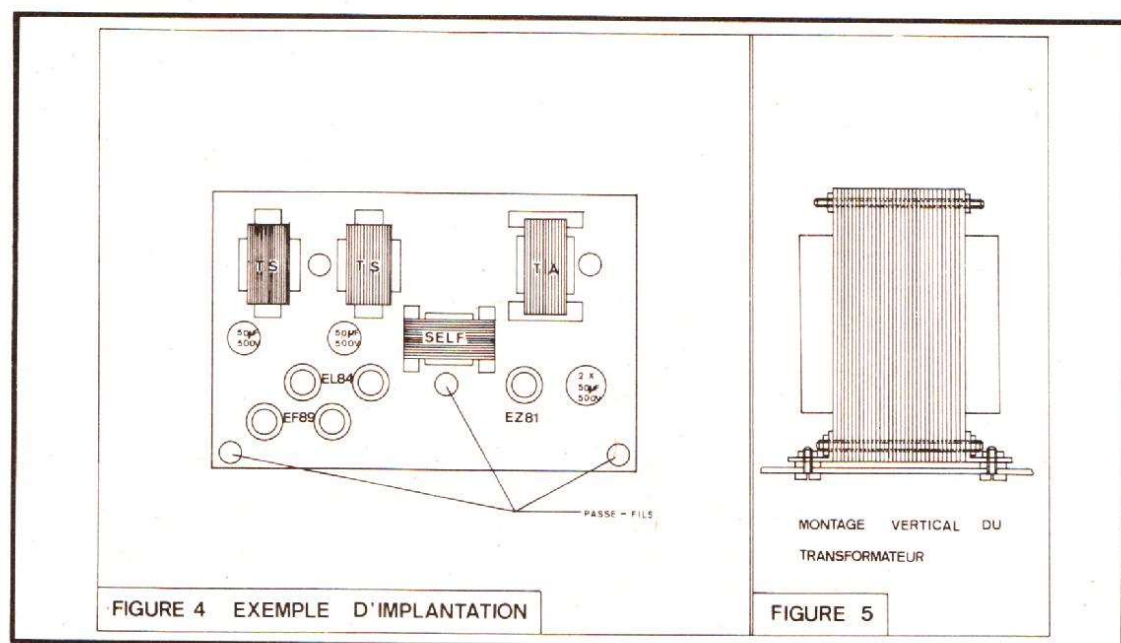 TS
TS
TA
SELF
50µF
500V
50µF
500V
EL84
EF89
EZ81
2 X
50µF
500V
PASSE - FILS
FIGURE 4 EXEMPLE D'IMPLANTATION
MONTAGE VERTICAL DU
TRANSFORMATEUR
FIGURE 5